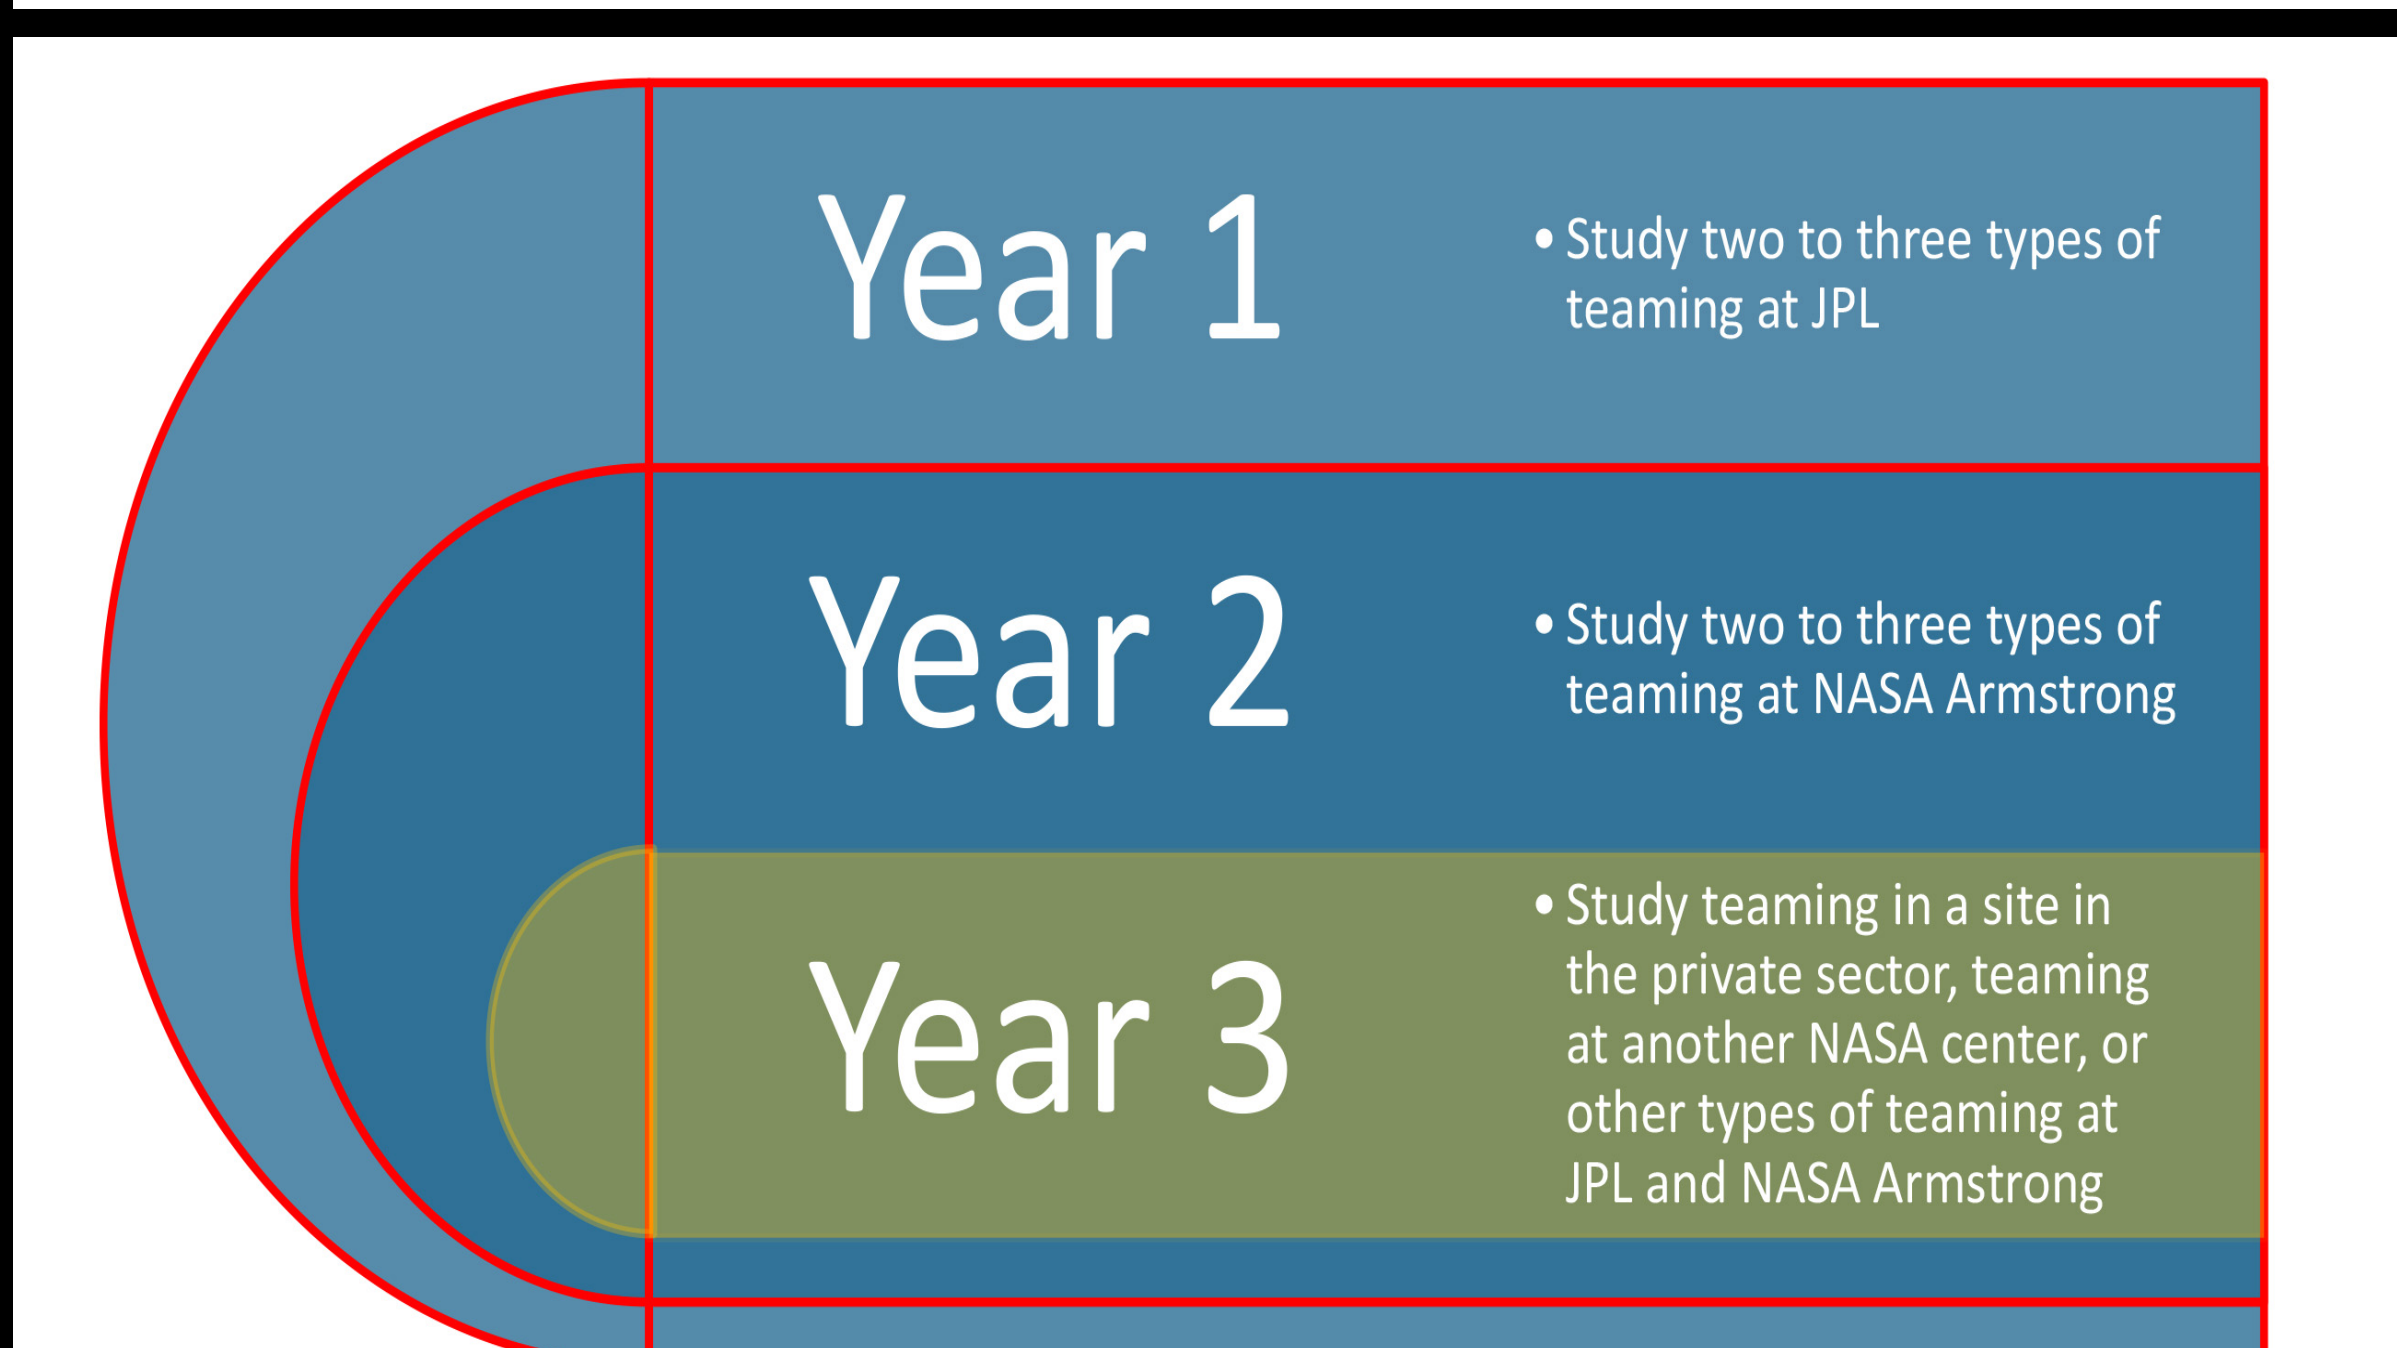 Year 1
• Study two to three types of
teaming at JPL
Year 2
• Study two to three types of
teaming at NASA Armstrong
Year 3
• Study teaming in a site in
the private sector, teaming
at another NASA center, or
other types of teaming at
JPL and NASA Armstrong